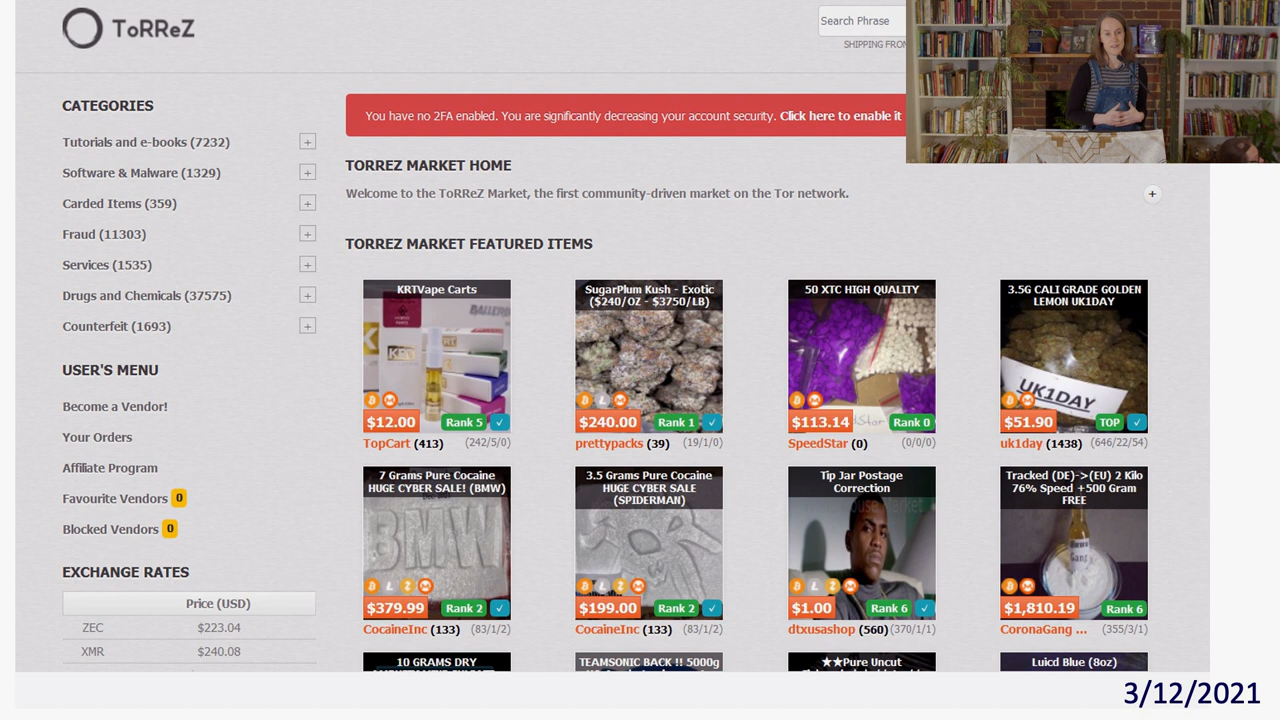 ToRReZ
Search Phrase
SHIPPING FROM
CATEGORIES
Tutorials and e-books (7232)
Software & Malware (1329)
Carded Items (359)
Fraud (11303)
Services (1535)
Drugs and Chemicals (37575)
Counterfeit (1693)
USER'S MENU
Become a Vendor!
Your Orders
Affiliate Program
Favourite Vendors 0
Blocked Vendors 0
EXCHANGE RATES
Price (USD)
ZEC $223.04
XMR $240.08
You have no 2FA enabled. You are significantly decreasing your account security. Click here to enable it
TORREZ MARKET HOME
Welcome to the ToRReZ Market, the first community-driven market on the Tor network.
TORREZ MARKET FEATURED ITEMS
KRTVape Carts
$12.00 Rank 5
TopCart (413) (242/5/0)
SugarPlum Kush - Exotic
($240/OZ - $3750/LB)
$240.00 Rank 1
prettypacks (39) (19/1/0)
50 XTC HIGH QUALITY
$113.14 Rank 0
SpeedStar (0) (0/0/0)
3.5G CALI GRADE GOLDEN
LEMON UK1DAY
UK1DAY
$51.90 TOP
uk1day (1438) (646/22/54)
7 Grams Pure Cocaine
HUGE CYBER SALE! (BMW)
BMW
$379.99 Rank 2
CocaineInc (133) (83/1/2)
3.5 Grams Pure Cocaine
HUGE CYBER SALE
(SPIDERMAN)
$199.00 Rank 2
CocaineInc (133) (83/1/2)
Tip Jar Postage
Correction
$1.00 Rank 6
dtxusashop (560) (370/1/1)
Tracked (DE)->(EU) 2 Kilo
76% Speed +500 Gram
FREE
$1,810.19 Rank 6
CoronaGang ... (355/3/1)
10 GRAMS DRY
TEAMSONIC BACK !! 5000g
★★Pure Uncut
Luicd Blue (8oz)
3/12/2021